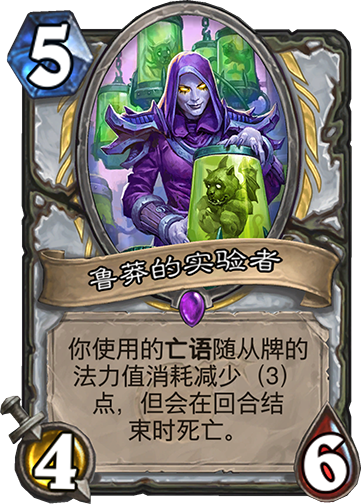 5
鲁莽的实验者
你使用的亡语随从牌的
法力值消耗减少（3）
点，但会在回合结
束时死亡。
4
6